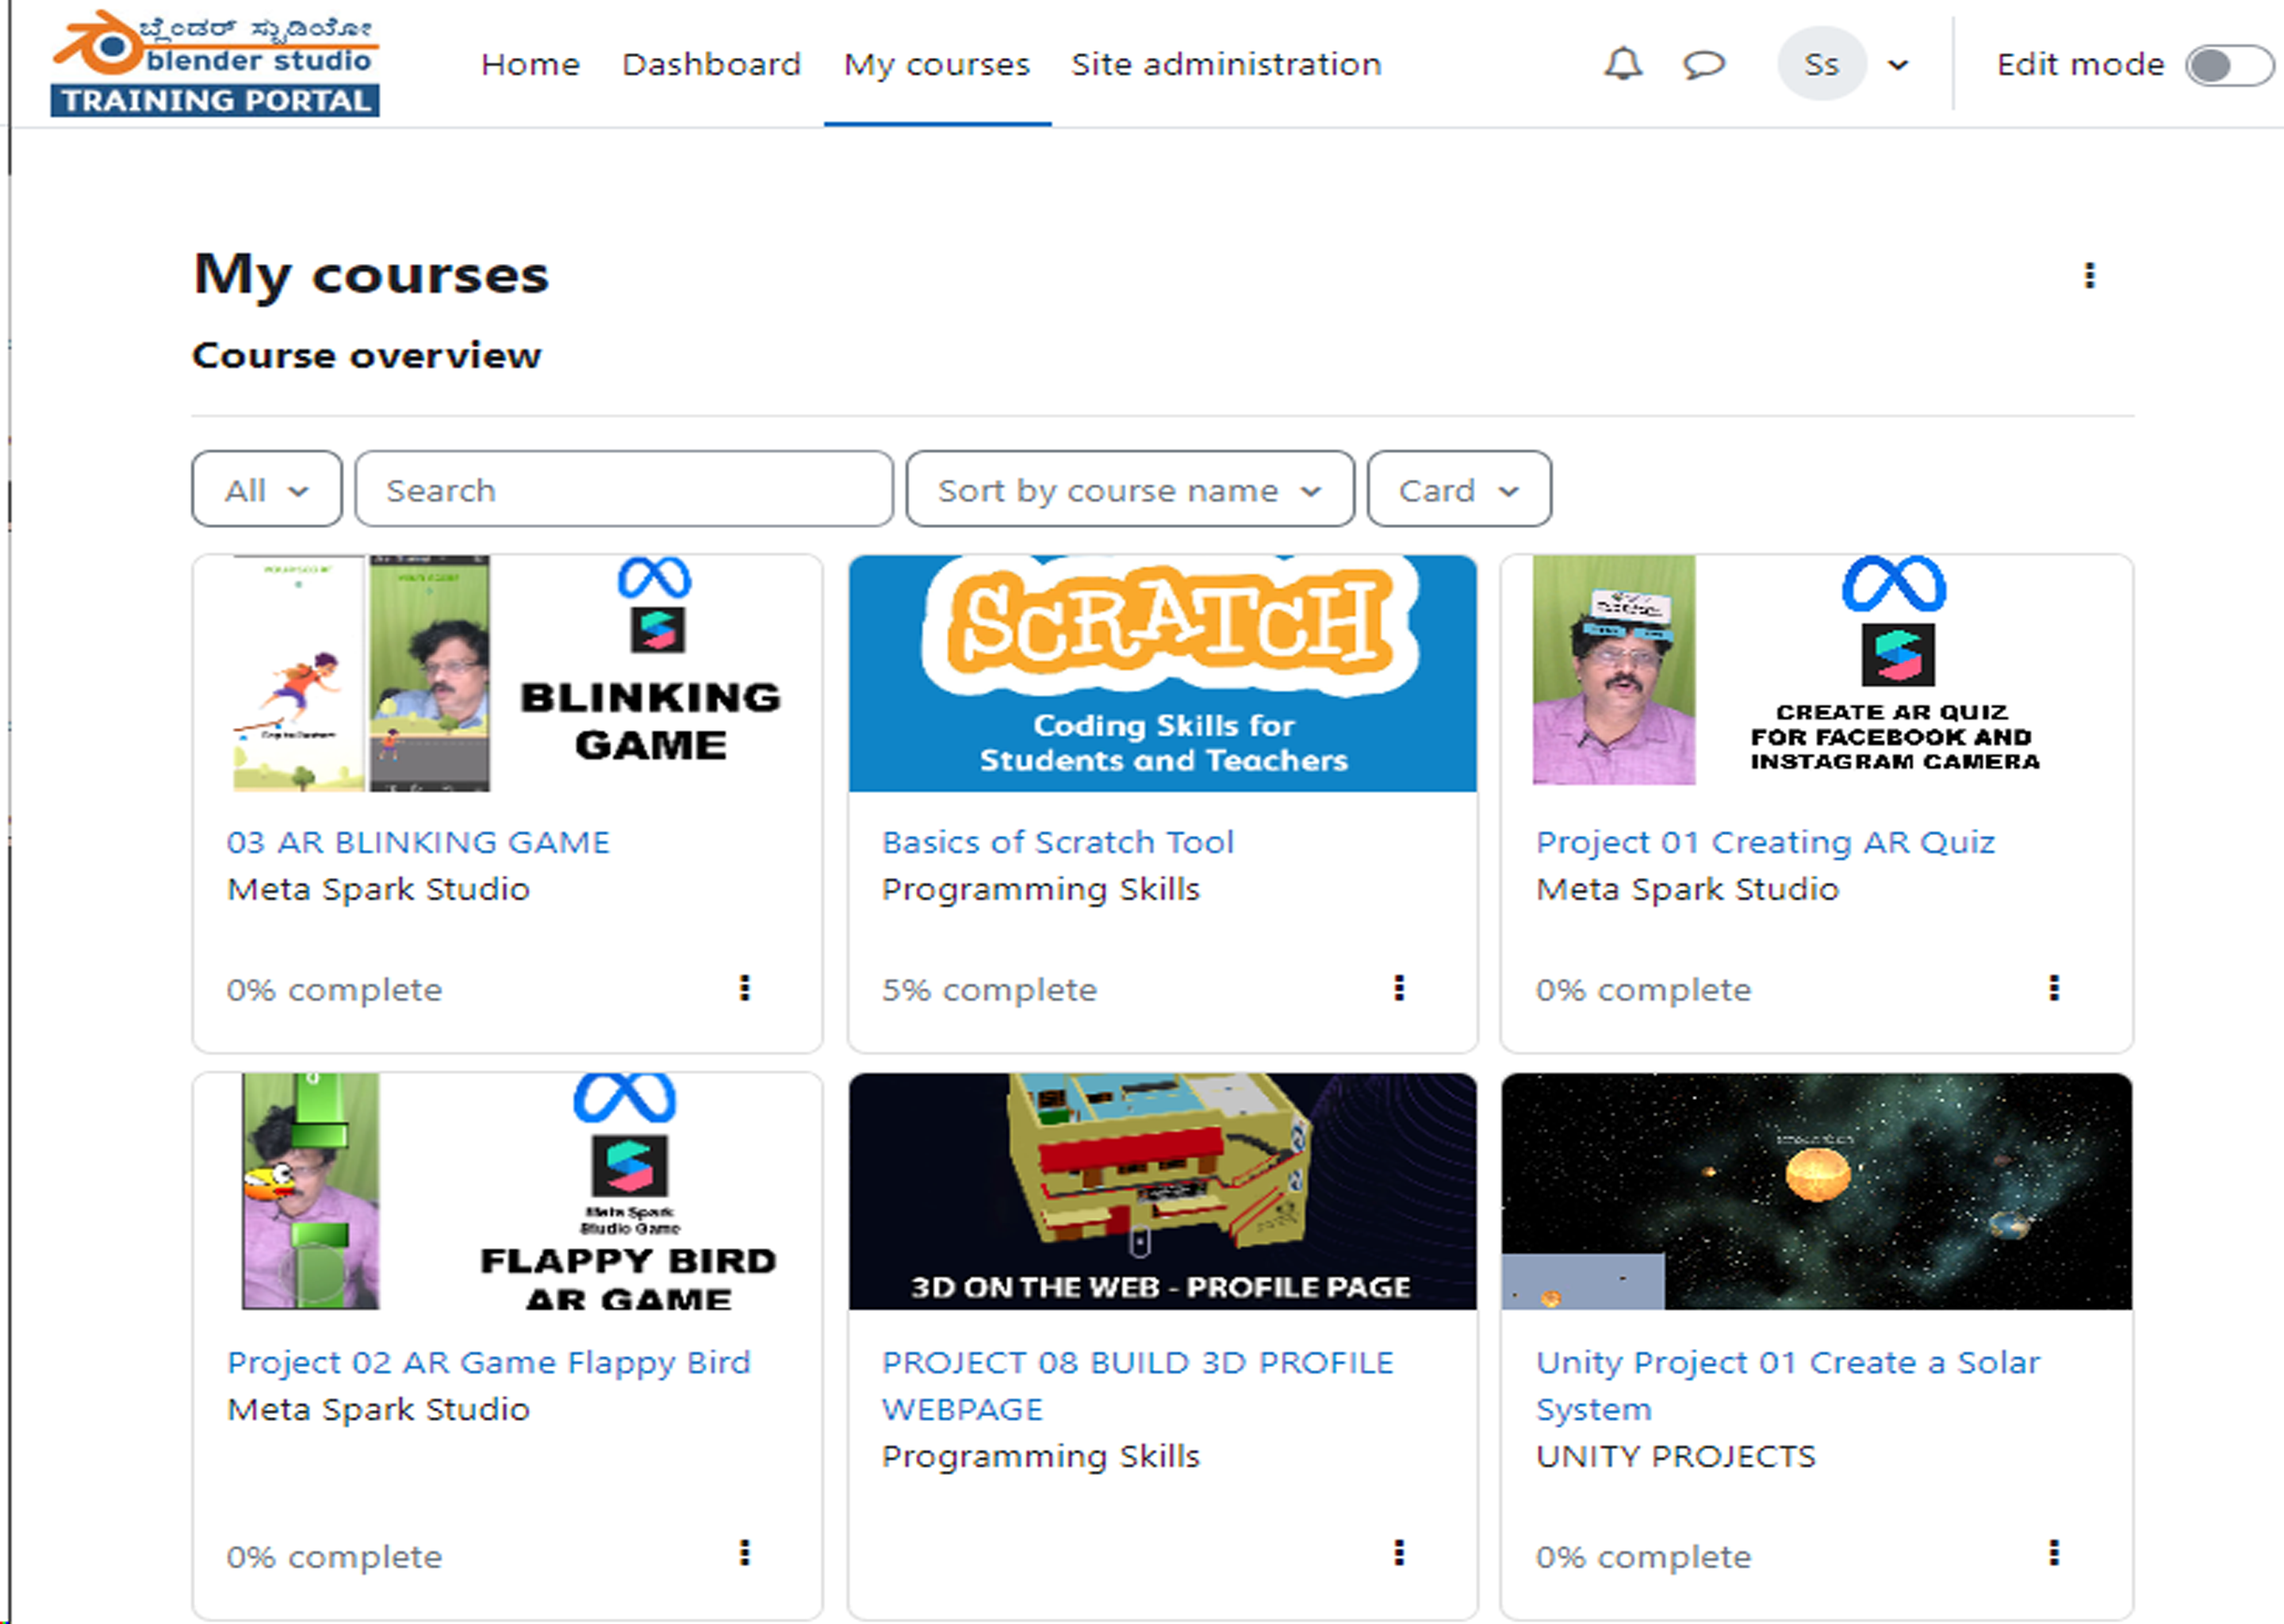 ಬ್ಲೆಂಡರ್ ಸ್ಟುಡಿಯೋ
blender studio
TRAINING PORTAL
Home Dashboard My courses Site administration Ss Edit mode
My courses
Course overview
All Search Sort by course name Card
BLINKING
GAME
03 AR BLINKING GAME
Meta Spark Studio
0% complete
SCRATCH
Coding Skills for
Students and Teachers
Basics of Scratch Tool
Programming Skills
5% complete
CREATE AR QUIZ
FOR FACEBOOK AND
INSTAGRAM CAMERA
Project 01 Creating AR Quiz
Meta Spark Studio
0% complete
Meta Spark
Studio Game
FLAPPY BIRD
AR GAME
Project 02 AR Game Flappy Bird
Meta Spark Studio
0% complete
3D ON THE WEB - PROFILE PAGE
PROJECT 08 BUILD 3D PROFILE
WEBPAGE
Programming Skills
Unity Project 01 Create a Solar
System
UNITY PROJECTS
0% complete